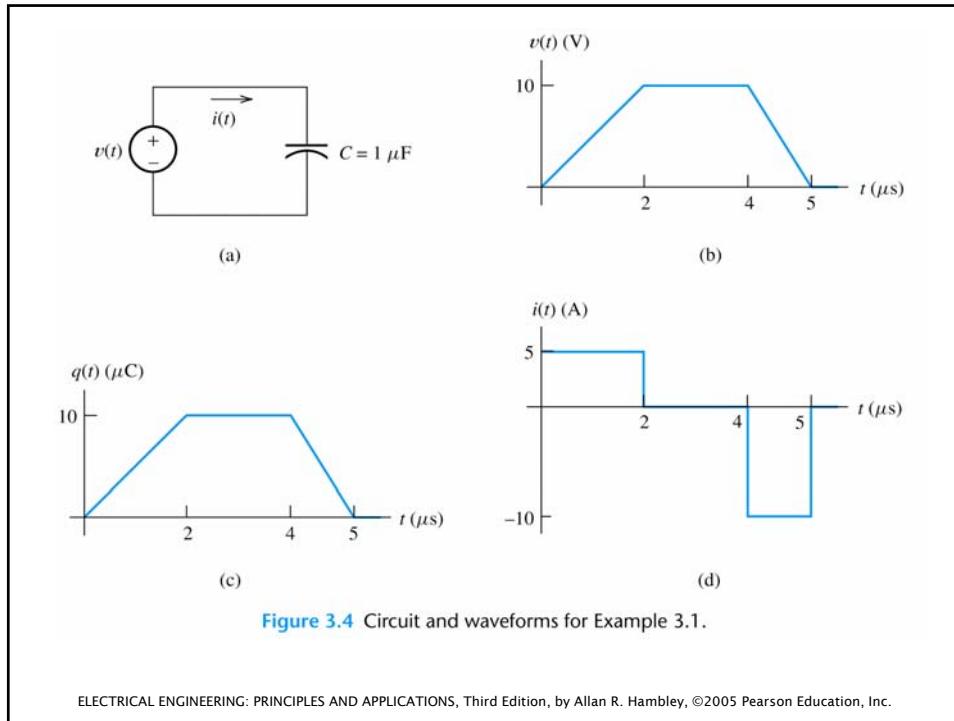 v(t)
+
−
i(t)
C = 1 μF
(a)
v(t) (V)
10
2
4
5
t (μs)
(b)
q(t) (μC)
10
2
4
5
t (μs)
(c)
i(t) (A)
5
2
4
5
t (μs)
−10
(d)
Figure 3.4 Circuit and waveforms for Example 3.1.
ELECTRICAL ENGINEERING: PRINCIPLES AND APPLICATIONS, Third Edition, by Allan R. Hambley, ©2005 Pearson Education, Inc.